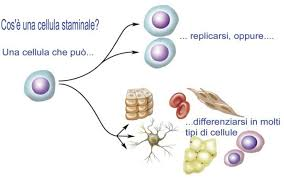 Cos'è una cellula staminale?
Una cellula che può...
... replicarsi, oppure....
...differenziarsi in molti
tipi di cellule